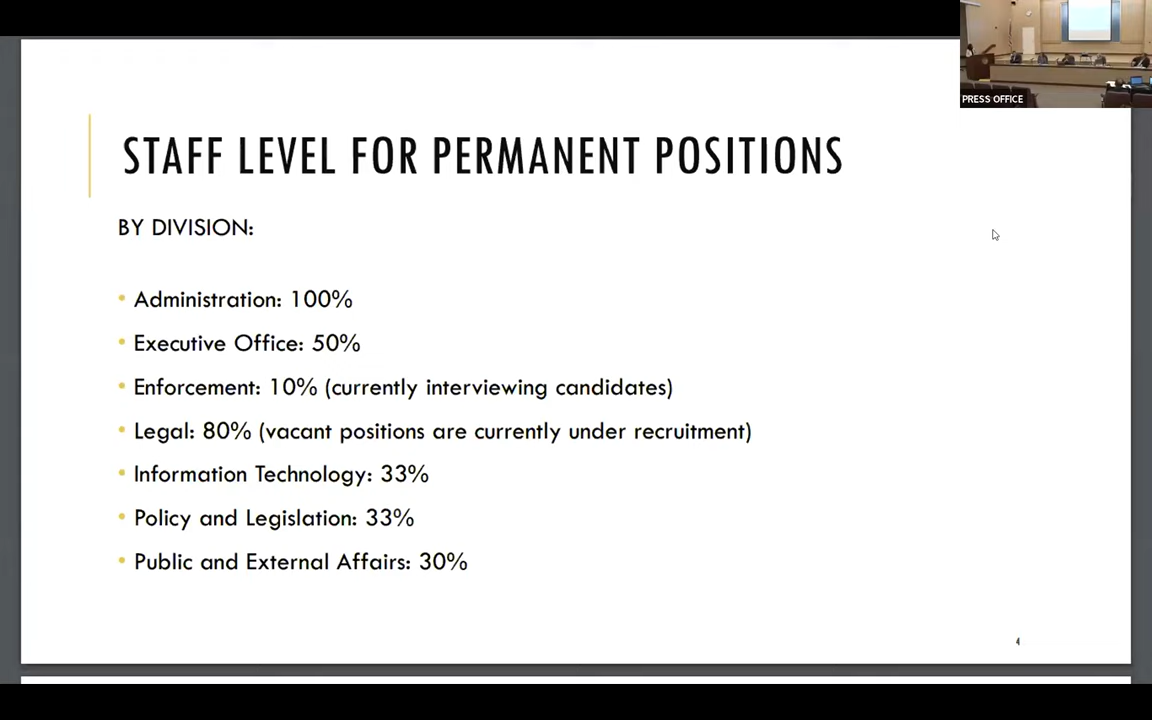 PRESS OFFICE
STAFF LEVEL FOR PERMANENT POSITIONS
BY DIVISION:
• Administration: 100%
• Executive Office: 50%
• Enforcement: 10% (currently interviewing candidates)
• Legal: 80% (vacant positions are currently under recruitment)
• Information Technology: 33%
• Policy and Legislation: 33%
• Public and External Affairs: 30%
4